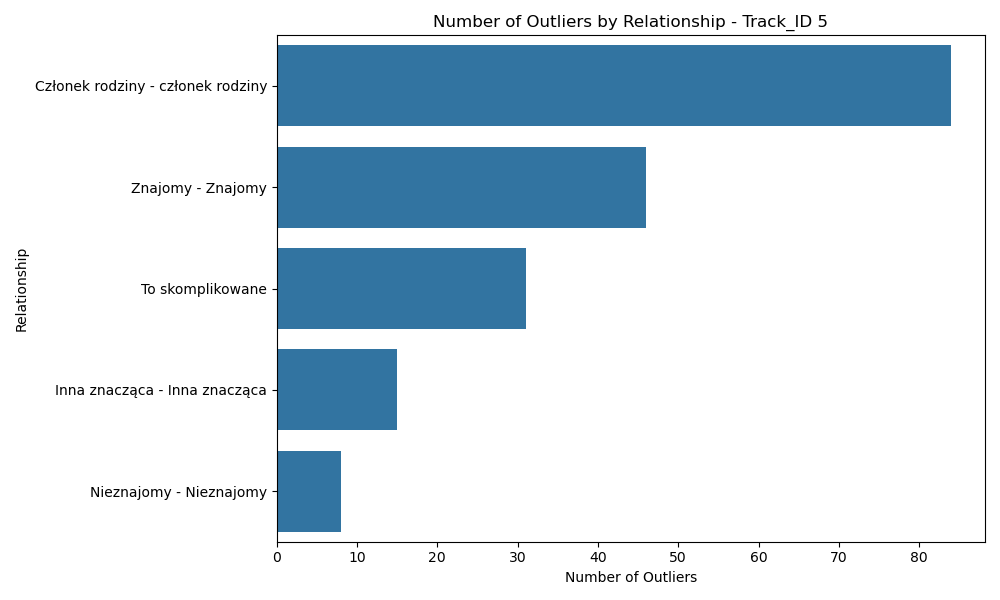 Number of Outliers by Relationship - Track_ID 5
Członek rodziny - członek rodziny
Znajomy - Znajomy
To skomplikowane
Inna znacząca - Inna znacząca
Nieznajomy - Nieznajomy
Relationship
0 10 20 30 40 50 60 70 80
Number of Outliers